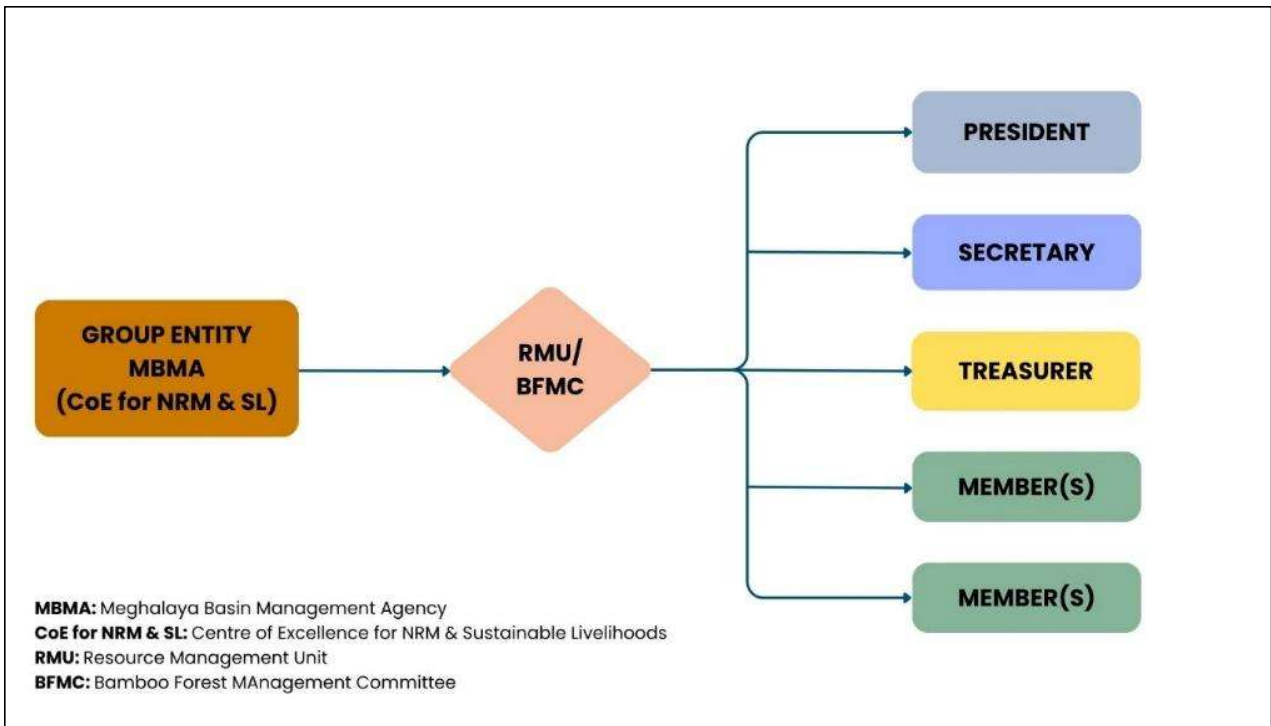 PRESIDENT
SECRETARY
GROUP ENTITY
MBMA
(CoE for NRM & SL)
RMU/
BFMC
TREASURER
MEMBER(S)
MEMBER(S)
MBMA: Meghalaya Basin Management Agency
CoE for NRM & SL: Centre of Excellence for NRM & Sustainable Livelihoods
RMU: Resource Management Unit
BFMC: Bamboo Forest MAnagement Committee